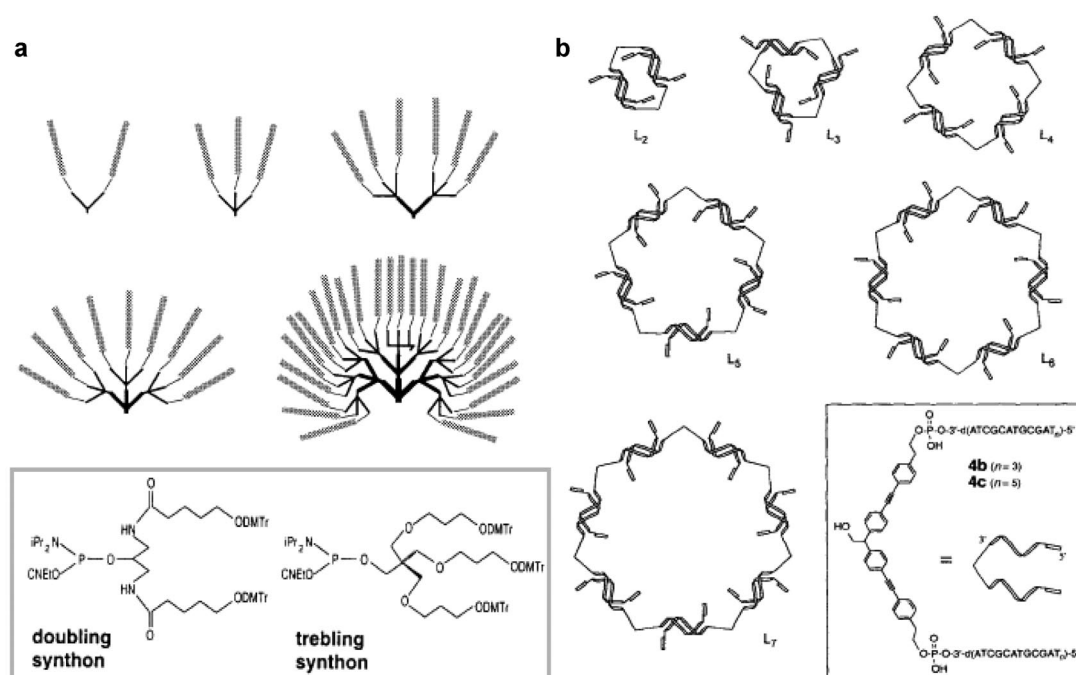 a
iPr₂N
CNEtO
P
O
HN
O
ODMTr
HN
O
ODMTr
doubling
synthon
iPr₂N
CNEtO
P
O
O
ODMTr
O
ODMTr
O
ODMTr
trebling
synthon
b
L₂
L₃
L₄
L₅
L₆
L₇
O
O-P-O-3'-d(ATCGCATGCGATₙ)-5'
OH
4b (n = 3)
4c (n = 5)
HO
=
3'
5'
O
O-P-O-3'-d(ATCGCATGCGATₙ)-5'
OH